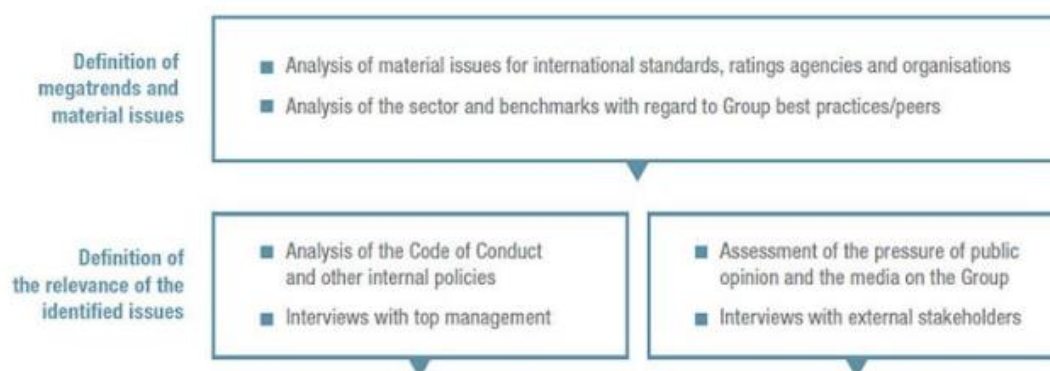 Definition of
megatrends and
material issues
Analysis of material issues for international standards, ratings agencies and organisations
Analysis of the sector and benchmarks with regard to Group best practices/peers
Definition of
the relevance of the
identified issues
Analysis of the Code of Conduct
and other internal policies
Interviews with top management
Assessment of the pressure of public
opinion and the media on the Group
Interviews with external stakeholders